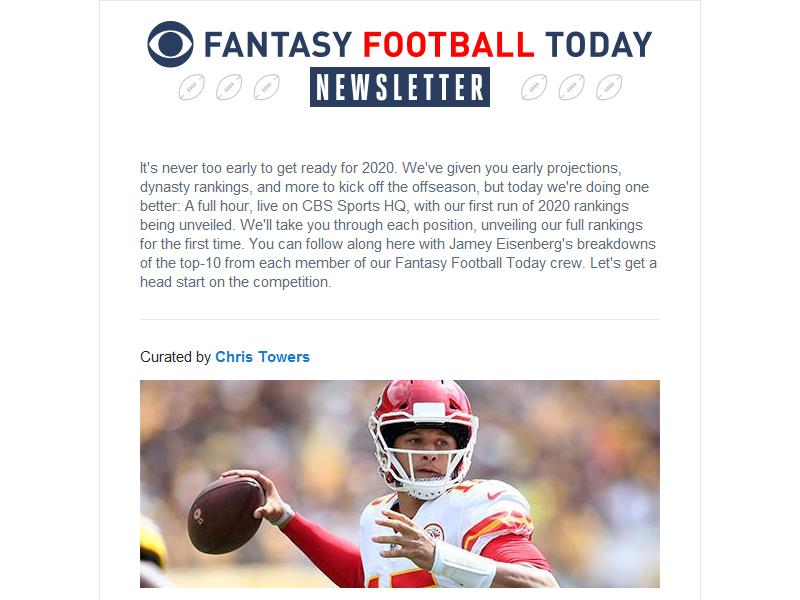 FANTASY FOOTBALL TODAY
NEWSLETTER
It's never too early to get ready for 2020. We've given you early projections,
dynasty rankings, and more to kick off the offseason, but today we're doing one
better: A full hour, live on CBS Sports HQ, with our first run of 2020 rankings
being unveiled. We'll take you through each position, unveiling our full rankings
for the first time. You can follow along here with Jamey Eisenberg's breakdowns
of the top-10 from each member of our Fantasy Football Today crew. Let's get a
head start on the competition.
Curated by Chris Towers